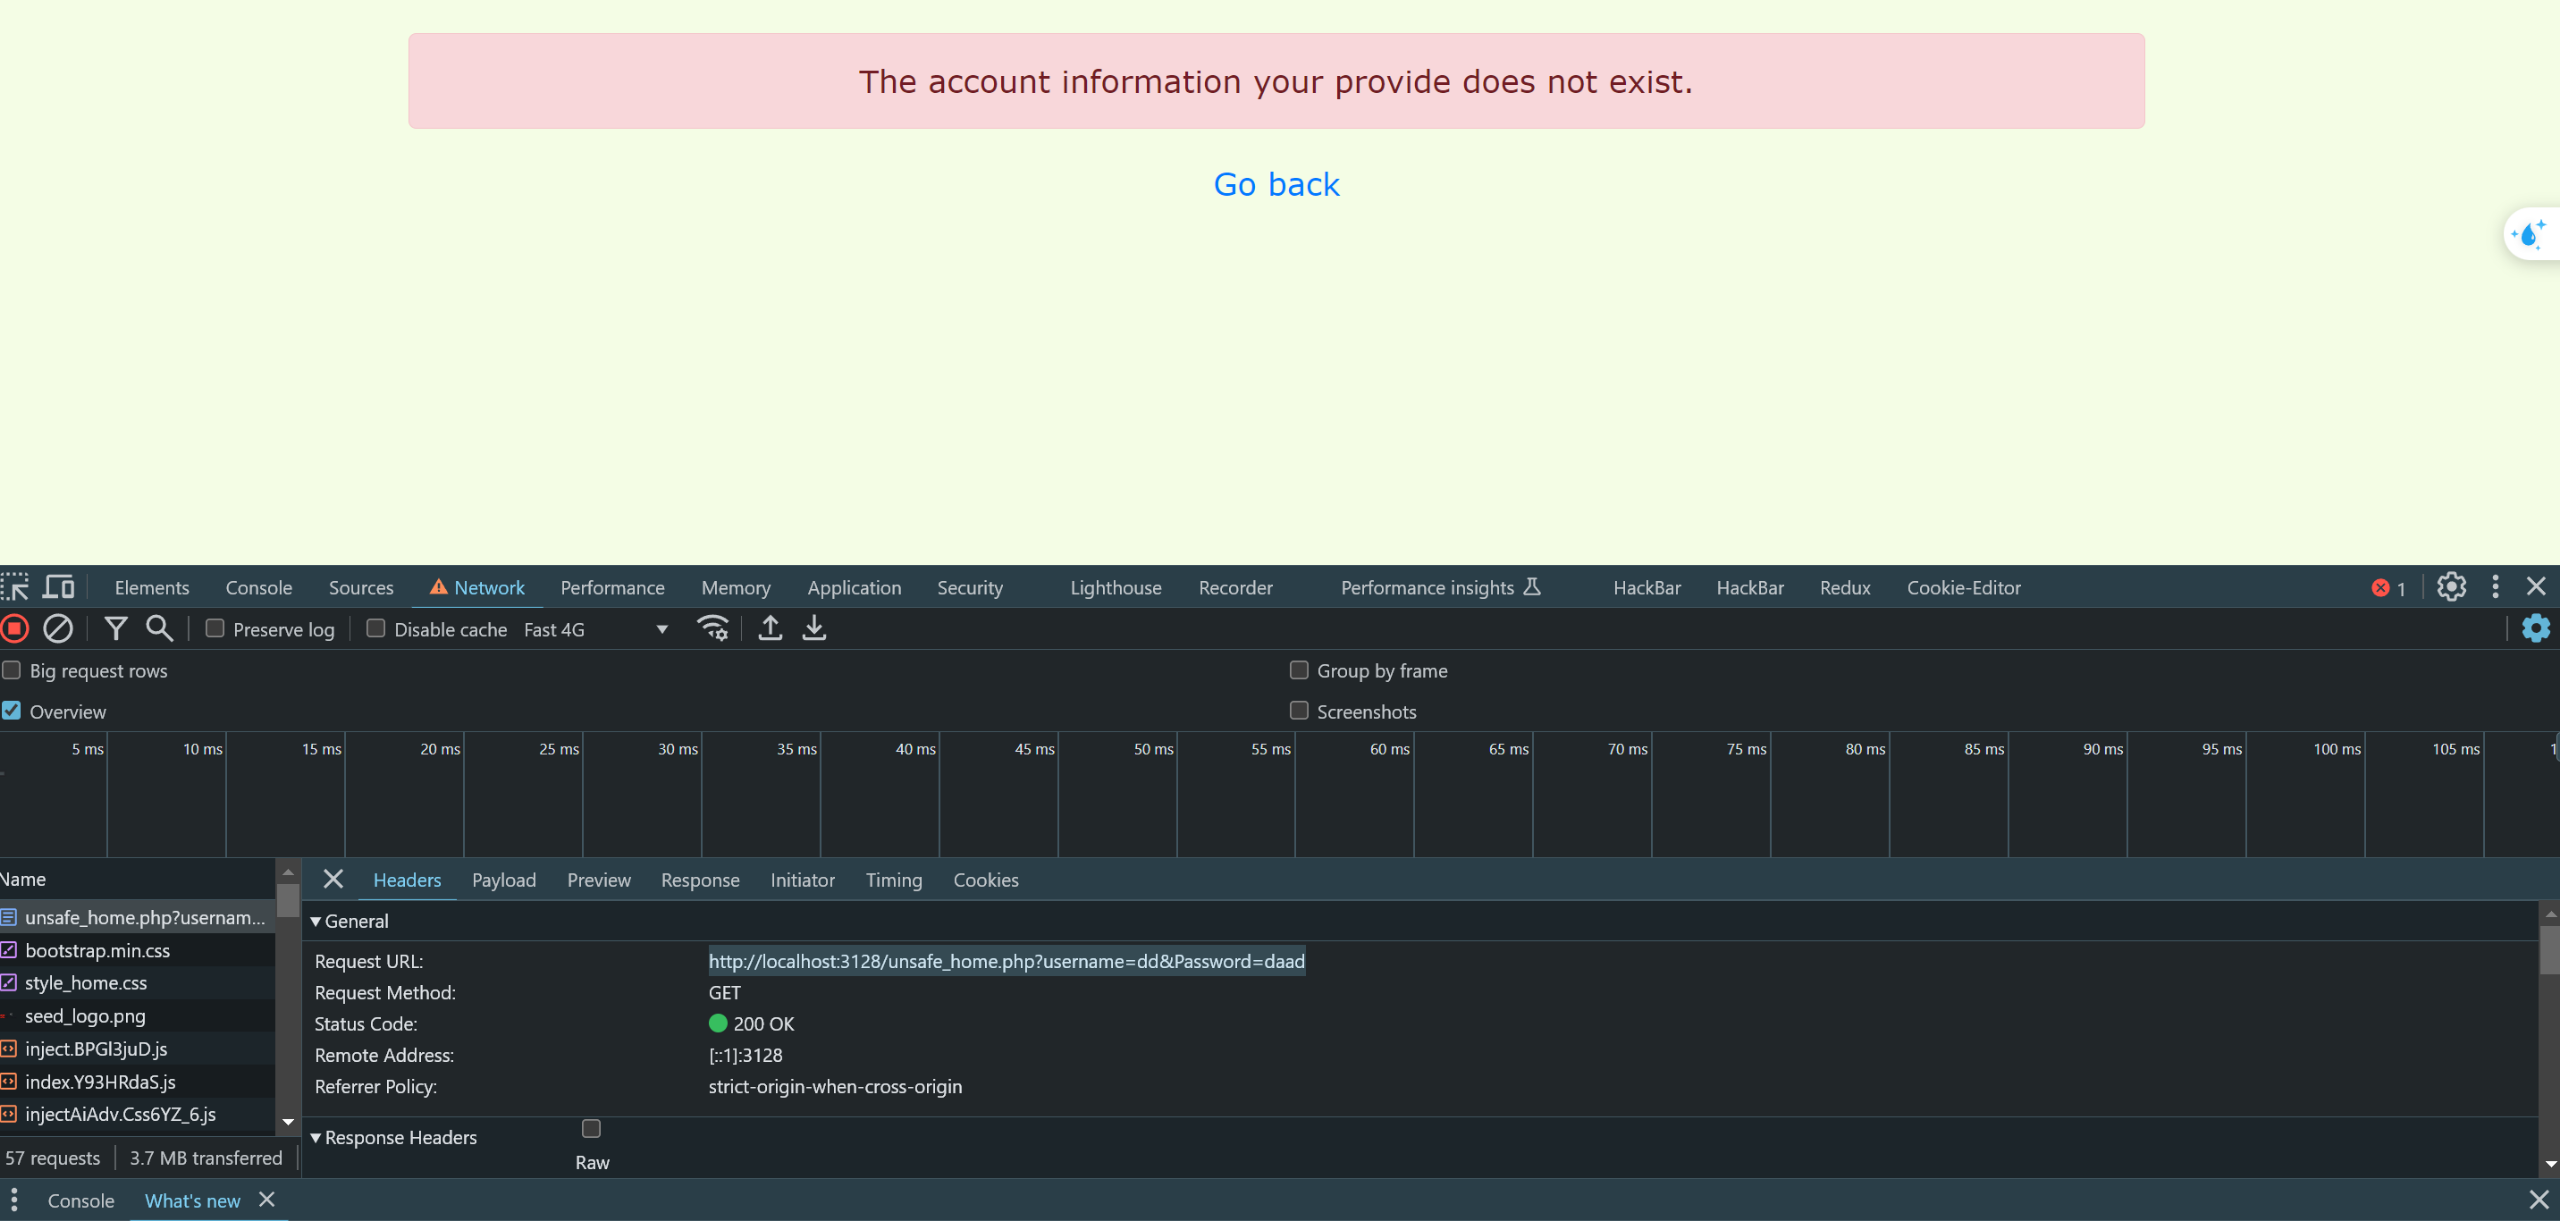 The account information your provide does not exist.
Go back
Elements Console Sources Network Performance Memory Application Security Lighthouse Recorder Performance insights HackBar HackBar Redux Cookie-Editor 1
Preserve log Disable cache Fast 4G
Big request rows Group by frame
Overview Screenshots
5 ms 10 ms 15 ms 20 ms 25 ms 30 ms 35 ms 40 ms 45 ms 50 ms 55 ms 60 ms 65 ms 70 ms 75 ms 80 ms 85 ms 90 ms 95 ms 100 ms 105 ms 1
Name
unsafe_home.php?usernam...
bootstrap.min.css
style_home.css
seed_logo.png
inject.BPGl3juD.js
index.Y93HRdaS.js
injectAiAdv.Css6YZ_6.js
57 requests 3.7 MB transferred
Headers Payload Preview Response Initiator Timing Cookies
General
Request URL: http://localhost:3128/unsafe_home.php?username=dd&Password=daad
Request Method: GET
Status Code: 200 OK
Remote Address: [::1]:3128
Referrer Policy: strict-origin-when-cross-origin
Response Headers
Raw
Console What's new